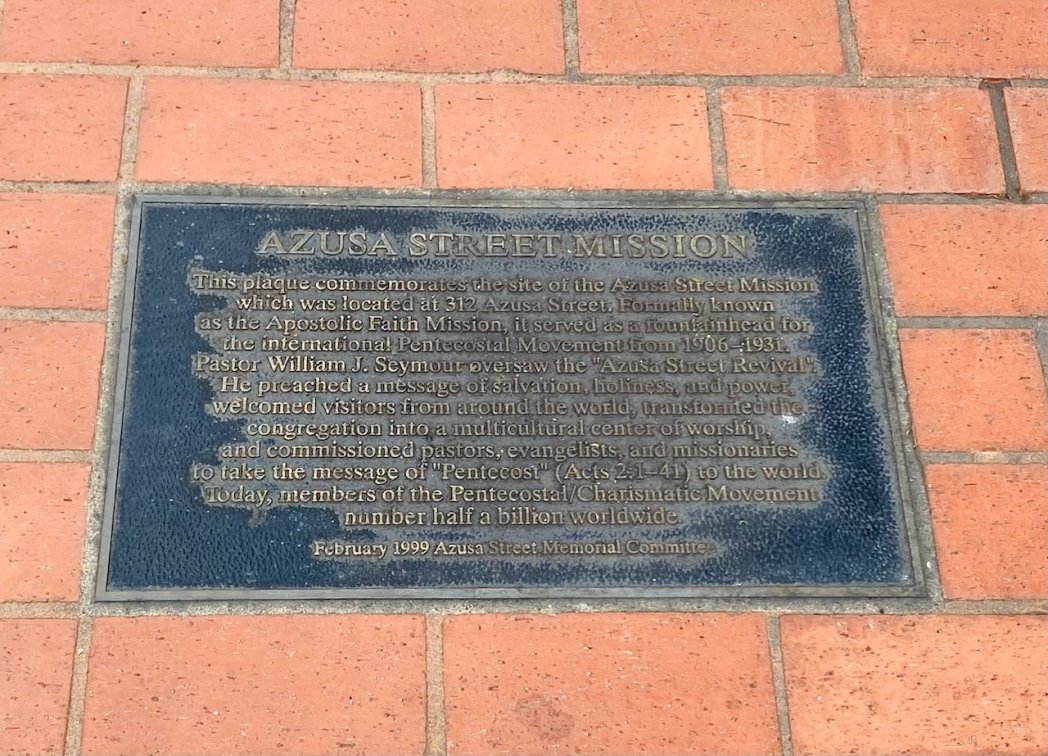 AZUSA STREET MISSION
This plaque commemorates the site of the Azusa Street Mission
which was located at 312 Azusa Street. Formally known
as the Apostolic Faith Mission, it served as a fountainhead for
the international Pentecostal Movement from 1906–1931.
Pastor William J. Seymour oversaw the "Azusa Street Revival".
He preached a message of salvation, holiness, and power,
welcomed visitors from around the world, transformed the
congregation into a multicultural center of worship,
and commissioned pastors, evangelists, and missionaries
to take the message of "Pentecost" (Acts 2:1–41) to the world.
Today, members of the Pentecostal/Charismatic Movement
number half a billion worldwide.
February 1999 Azusa Street Memorial Committee